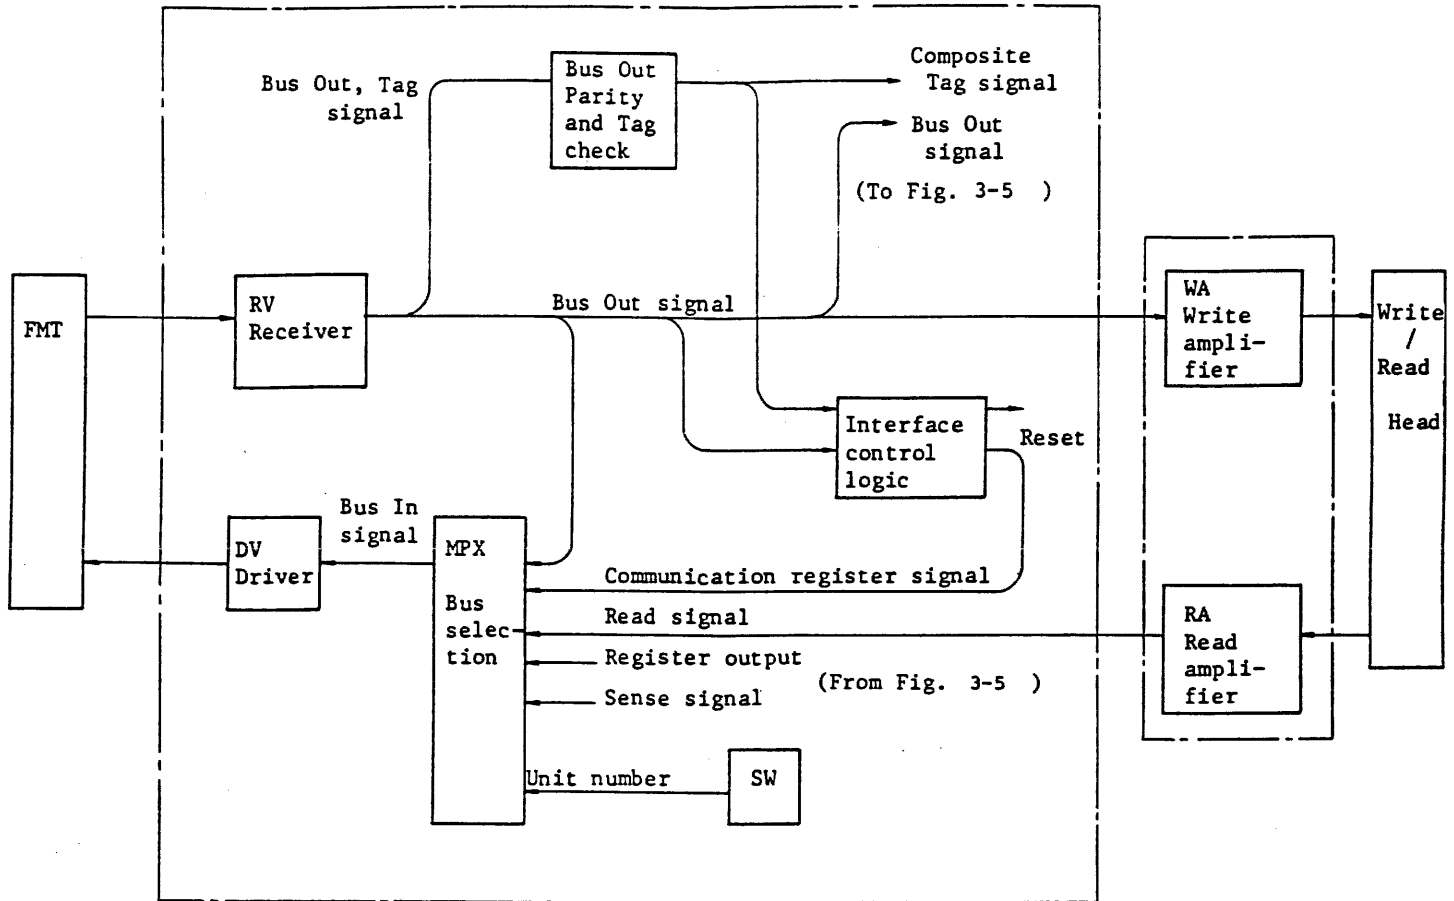 Composite
Tag signal
Bus Out, Tag
signal
Bus Out
Parity
and Tag
check
Bus Out
signal
(To Fig. 3-5 )
FMT
RV
Receiver
Bus Out signal
WA
Write
ampli-
fier
Write
/
Read
Head
Interface
control
logic
Reset
Bus In
signal
DV
Driver
MPX
Bus
selec-
tion
Communication register signal
Read signal
Register output
(From Fig. 3-5 )
Sense signal
RA
Read
ampli-
fier
Unit number
SW